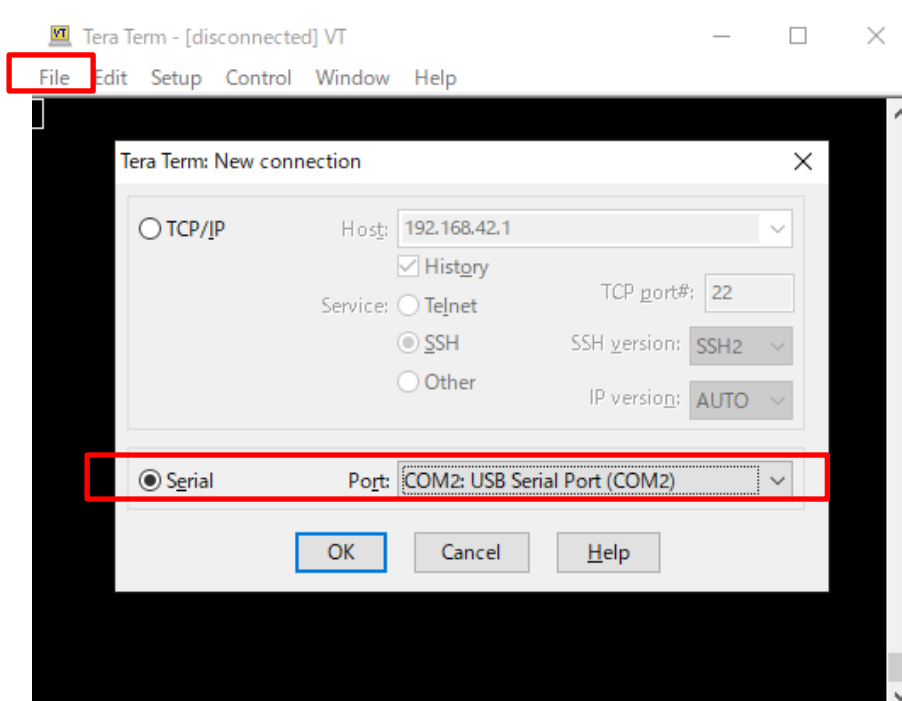 VT Tera Term - [disconnected] VT
File Edit Setup Control Window Help
Tera Term: New connection
TCP/IP Host: 192.168.42.1
History
Service: Telnet TCP port#: 22
SSH SSH version: SSH2
Other IP version: AUTO
Serial Port: COM2: USB Serial Port (COM2)
OK Cancel Help